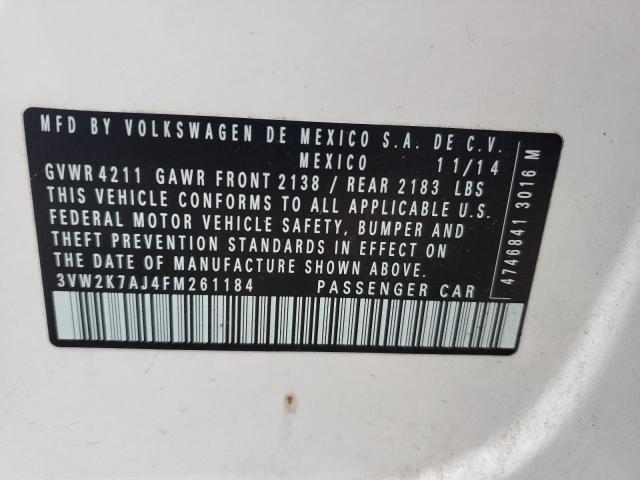 MFD BY VOLKSWAGEN DE MEXICO S.A. DE C.V.
MEXICO 11/14
GVWR 4211 GAWR FRONT 2138 / REAR 2183 LBS
THIS VEHICLE CONFORMS TO ALL APPLICABLE U.S.
FEDERAL MOTOR VEHICLE SAFETY, BUMPER AND
THEFT PREVENTION STANDARDS IN EFFECT ON
THE DATE OF MANUFACTURE SHOWN ABOVE.
3VW2K7AJ4FM261184 PASSENGER CAR
4746841 3016 M